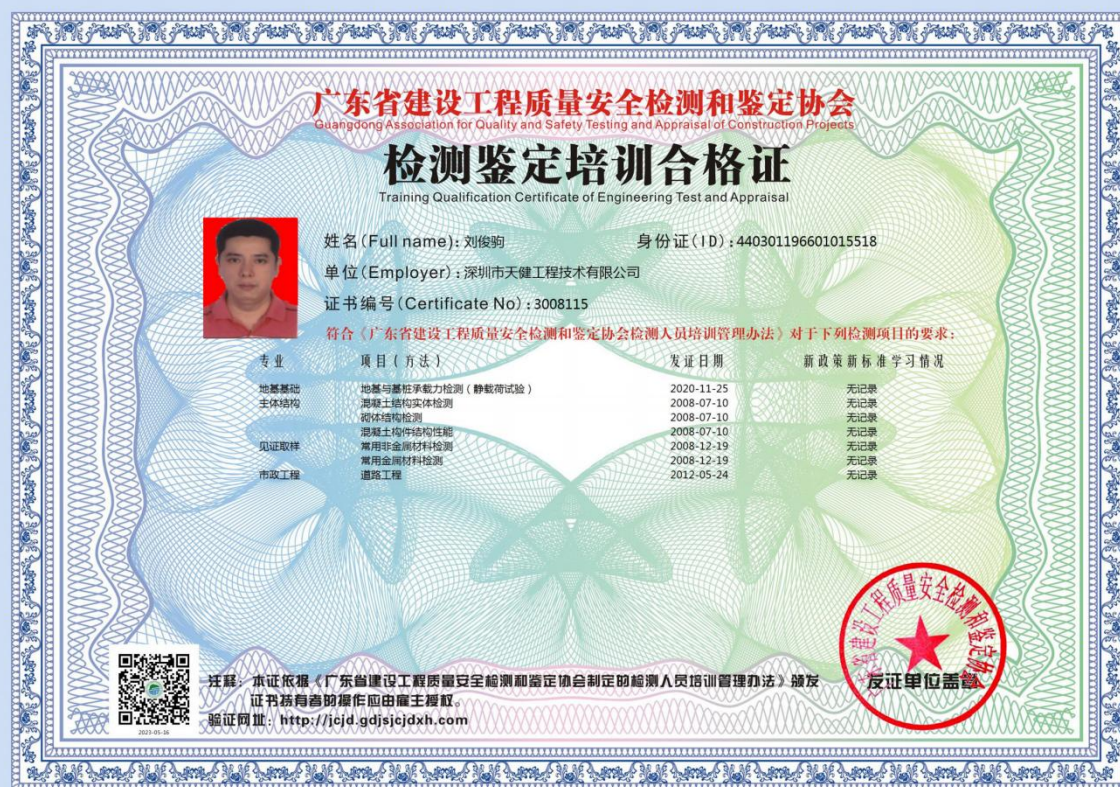 广东省建设工程质量安全检测和鉴定协会
Guangdong Association for Quality and Safety Testing and Appraisal of Construction Projects
检测鉴定培训合格证
Training Qualification Certificate of Engineering Test and Appraisal
姓名(Full name): 刘俊驹 身份证(ID): 440301196601015518
单位(Employer): 深圳市天健工程技术有限公司
证书编号(Certificate No): 3008115
符合《广东省建设工程质量安全检测和鉴定协会检测人员培训管理办法》对于下列检测项目的要求:
专业 项目(方法) 发证日期 新政策新标准学习情况
地基基础 地基与基桩承载力检测(静载荷试验) 2020-11-25 无记录
主体结构 混凝土结构实体检测 2008-07-10 无记录
砌体结构检测 2008-07-10 无记录
混凝土构件结构性能 2008-07-10 无记录
见证取样 常用非金属材料检测 2008-12-19 无记录
常用金属材料检测 2008-12-19 无记录
市政工程 道路工程 2012-05-24 无记录
注释: 本证依据《广东省建设工程质量安全检测和鉴定协会制定的检测人员培训管理办法》颁发
证书持有者的操作应由雇主授权。
验证网址: http://jcjd.gdjsjcjdxh.com
2023-05-16
广东省建设工程质量安全检测和鉴定协会
发证单位盖章